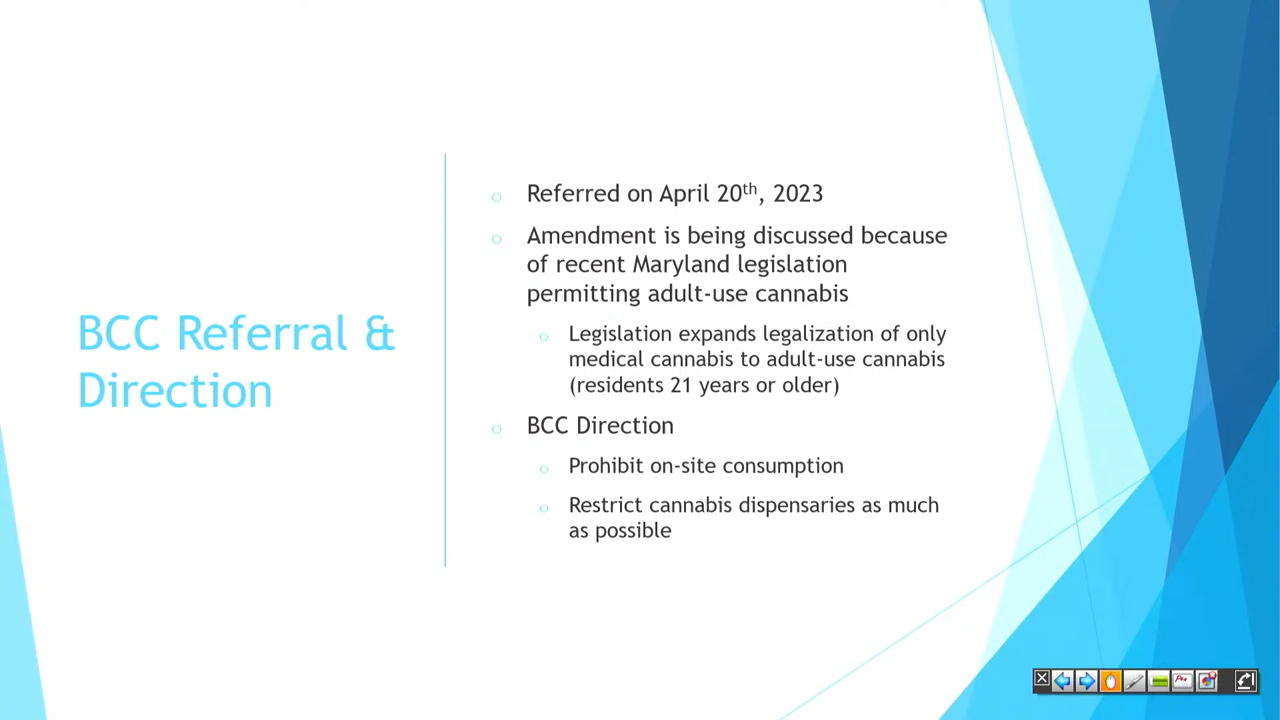 BCC Referral &
Direction
Referred on April 20th, 2023
Amendment is being discussed because
of recent Maryland legislation
permitting adult-use cannabis
Legislation expands legalization of only
medical cannabis to adult-use cannabis
(residents 21 years or older)
BCC Direction
Prohibit on-site consumption
Restrict cannabis dispensaries as much
as possible